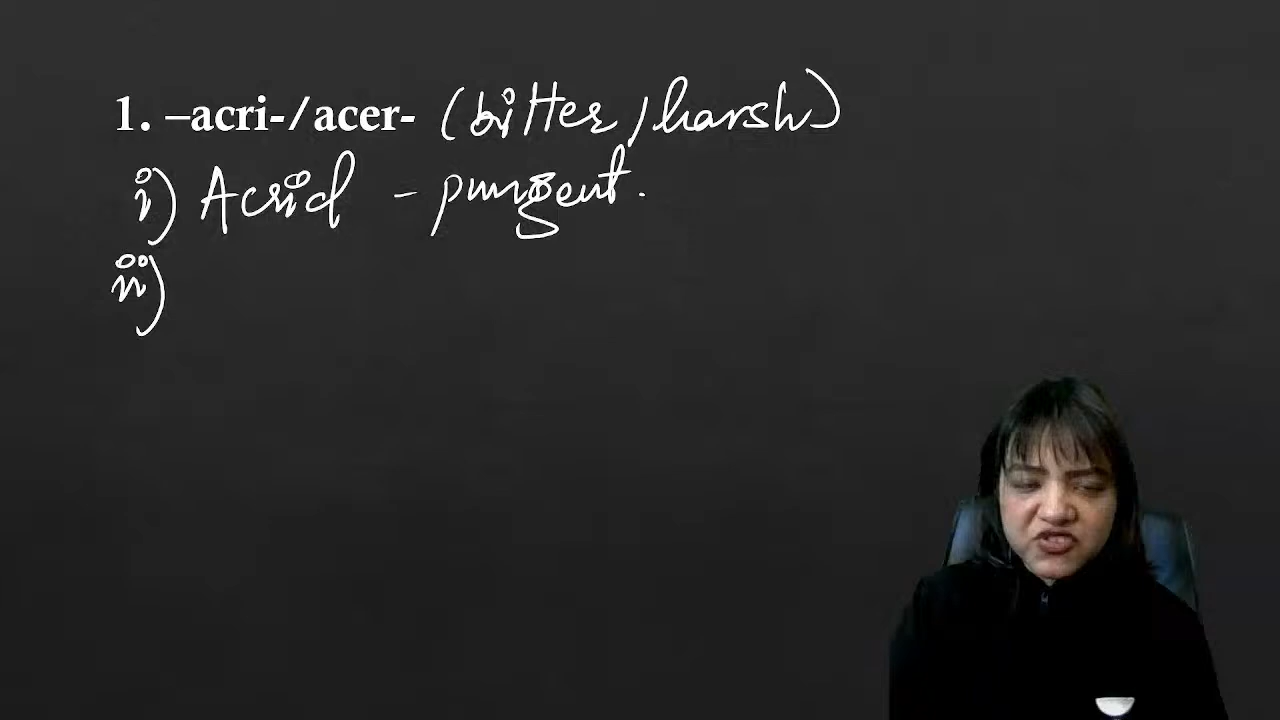 1. –acri-/acer- (bitter/harsh)
i) Acrid - pungent.
ii)